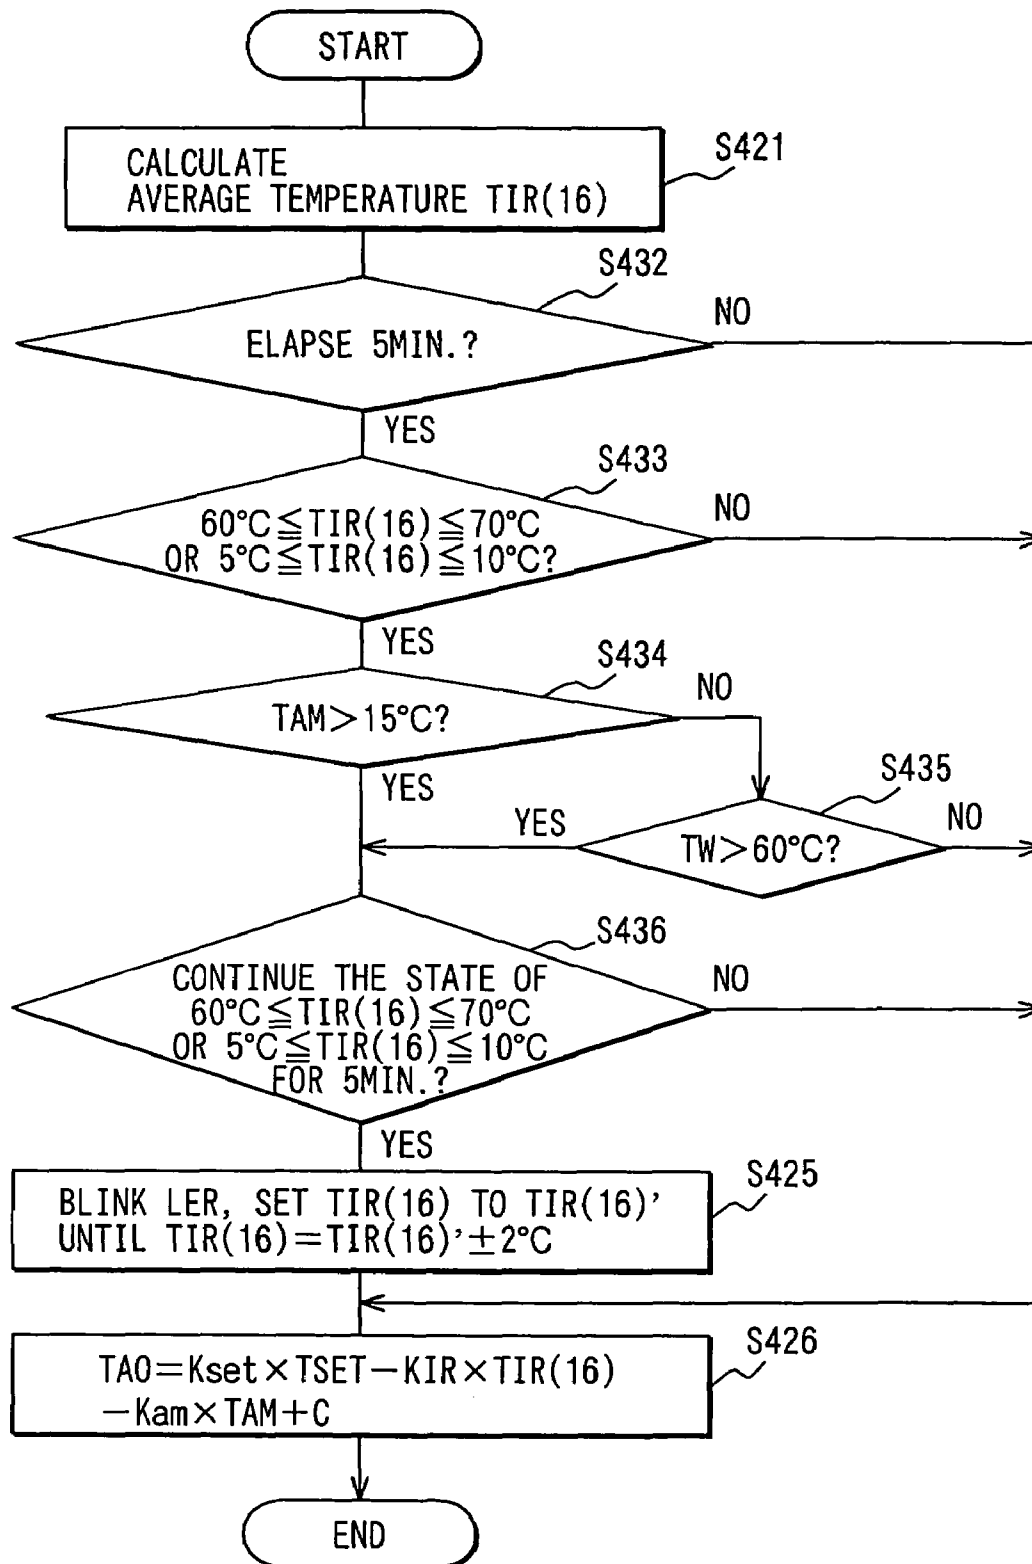 START
CALCULATE
AVERAGE TEMPERATURE TIR(16)
S421
S432
ELAPSE 5MIN.?
NO
YES
S433
60°C≦TIR(16)≦70°C
OR 5°C≦TIR(16)≦10°C?
NO
YES
S434
TAM>15°C?
NO
YES
S435
YES
TW>60°C?
NO
S436
CONTINUE THE STATE OF
60°C≦TIR(16)≦70°C
OR 5°C≦TIR(16)≦10°C
FOR 5MIN.?
NO
YES
S425
BLINK LER, SET TIR(16) TO TIR(16)'
UNTIL TIR(16)=TIR(16)'±2°C
S426
TAO=Kset×TSET−KIR×TIR(16)
−Kam×TAM+C
END